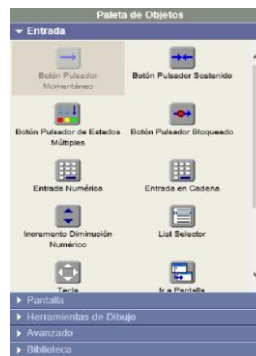 Paleta de Objetos
Entrada
Botón Pulsador
Momentáneo
Botón Pulsador Sostenido
Botón Pulsador de Estados
Múltiples
Botón Pulsador Bloqueado
Entrada Numérica
Entrada en Cadena
Incremento Diminución
Numérico
List Selector
Tecla
Ir a Pantalla
Pantalla
Herramientas de Dibujo
Avanzado
Biblioteca